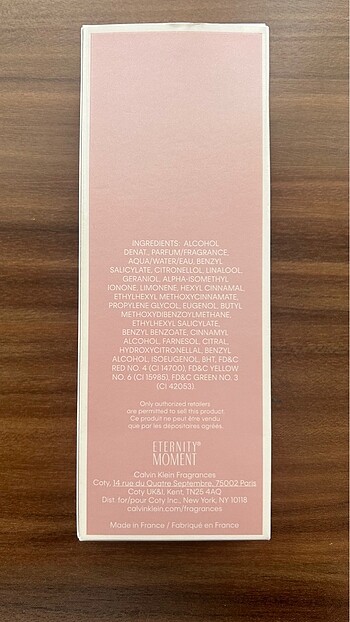 INGREDIENTS: ALCOHOL
DENAT., PARFUM/FRAGRANCE,
AQUA/WATER/EAU, BENZYL
SALICYLATE, CITRONELLOL, LINALOOL,
GERANIOL, ALPHA-ISOMETHYL
IONONE, LIMONENE, HEXYL CINNAMAL,
ETHYLHEXYL METHOXYCINNAMATE,
PROPYLENE GLYCOL, EUGENOL, BUTYL
METHOXYDIBENZOYLMETHANE,
ETHYLHEXYL SALICYLATE,
BENZYL BENZOATE, CINNAMYL
ALCOHOL, FARNESOL, CITRAL,
HYDROXYCITRONELLAL, BENZYL
ALCOHOL, ISOEUGENOL, BHT, FD&C
RED NO. 4 (CI 14700), FD&C YELLOW
NO. 6 (CI 15985), FD&C GREEN NO. 3
(CI 42053).
Only authorized retailers
are permitted to sell this product.
Ce produit ne peut être vendu
que par les dépositaires agréés.
ETERNITY®
MOMENT
Calvin Klein Fragrances
Coty, 14 rue du Quatre Septembre, 75002 Paris
Coty UK&I, Kent, TN25 4AQ
Dist. for/pour Coty Inc., New York, NY 10118
calvinklein.com/fragrances
Made in France / Fabriqué en France